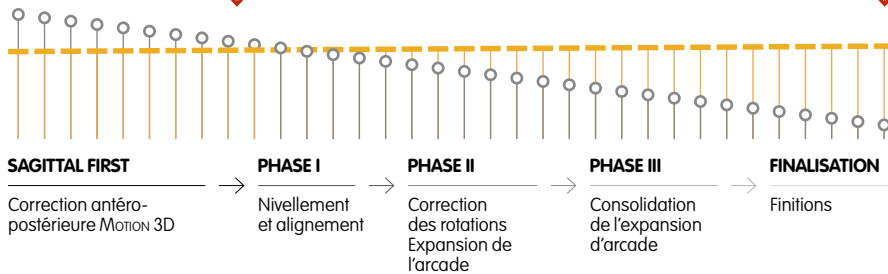 SAGITTAL FIRST
Correction antéro-
postérieure MOTION 3D
PHASE I
Nivellement
et alignement
PHASE II
Correction
des rotations
Expansion de
l'arcade
PHASE III
Consolidation
de l'expansion
d'arcade
FINALISATION
Finitions